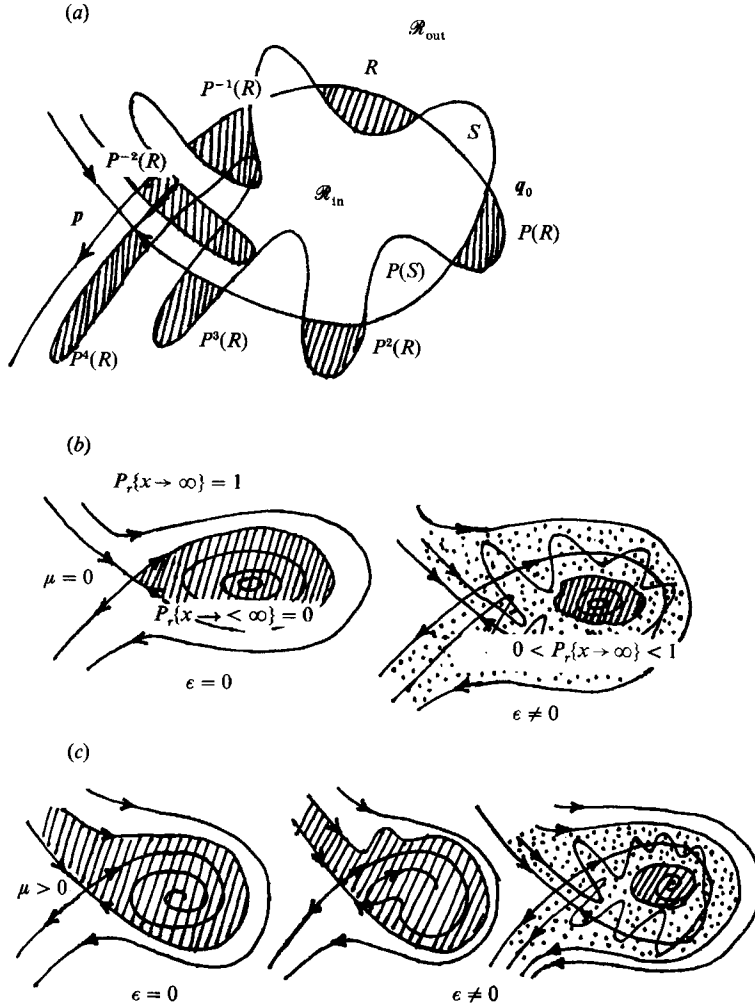 (a)
𝓡out
R
P⁻¹(R)
S
P⁻²(R)
𝓡in
q₀
p
P(R)
P(S)
P⁴(R)
P³(R)
P²(R)
(b)
Pᵣ{x → ∞} = 1
μ = 0
Pᵣ{x → < ∞} = 0
0 < Pᵣ{x → ∞} < 1
ϵ = 0
ϵ ≠ 0
(c)
μ > 0
ϵ = 0
ϵ ≠ 0